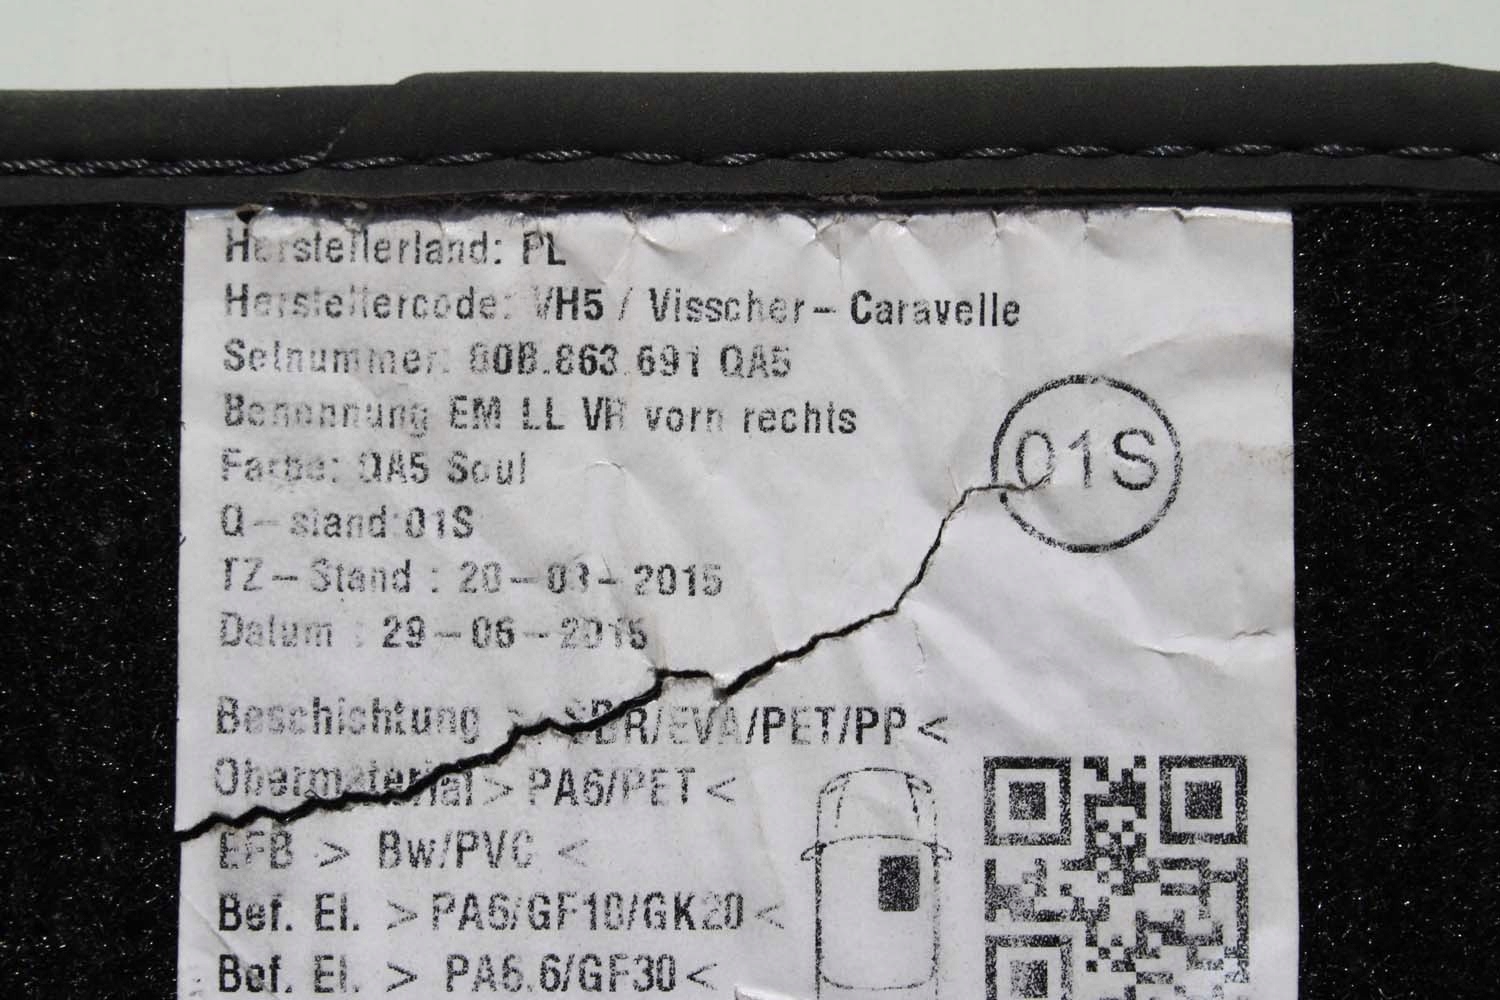 Herstellerland: PL
Herstellercode: VH5 / Visscher-Caravelle
Setnummer: 80B.863.691 QA5
Benennung EM LL VR vorn rechts
Farbe: QA5 Soul
01S
Q-stand:01S
TZ-Stand : 20-03-2015
Datum : 29-06-2015
Beschichtung > SBR/EVA/PET/PP <
Obermaterial > PA6/PET <
EFB > Bw/PVC <
Bef. El. > PA6/GF10/GK20 <
Bef. El. > PA6.6/GF30 <